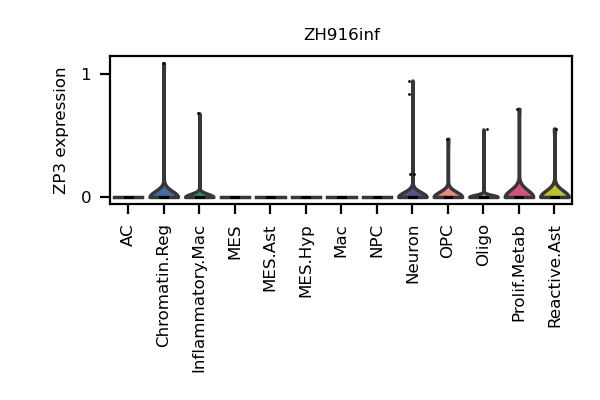 ZH916inf
ZP3 expression
1
0
AC
Chromatin.Reg
Inflammatory.Mac
MES
MES.Ast
MES.Hyp
Mac
NPC
Neuron
OPC
Oligo
Prolif.Metab
Reactive.Ast